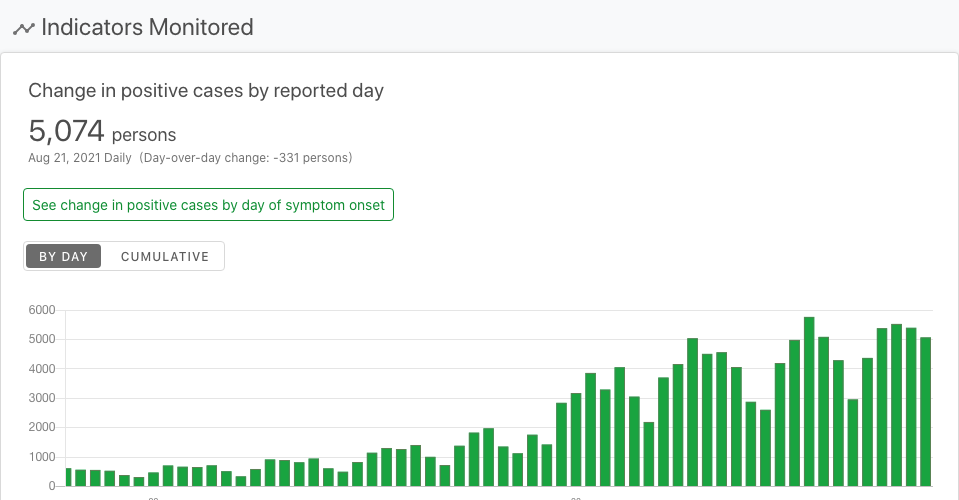 Indicators Monitored
Change in positive cases by reported day
5,074 persons
Aug 21, 2021 Daily (Day-over-day change: -331 persons)
See change in positive cases by day of symptom onset
BY DAY CUMULATIVE
6000
5000
4000
3000
2000
1000
0